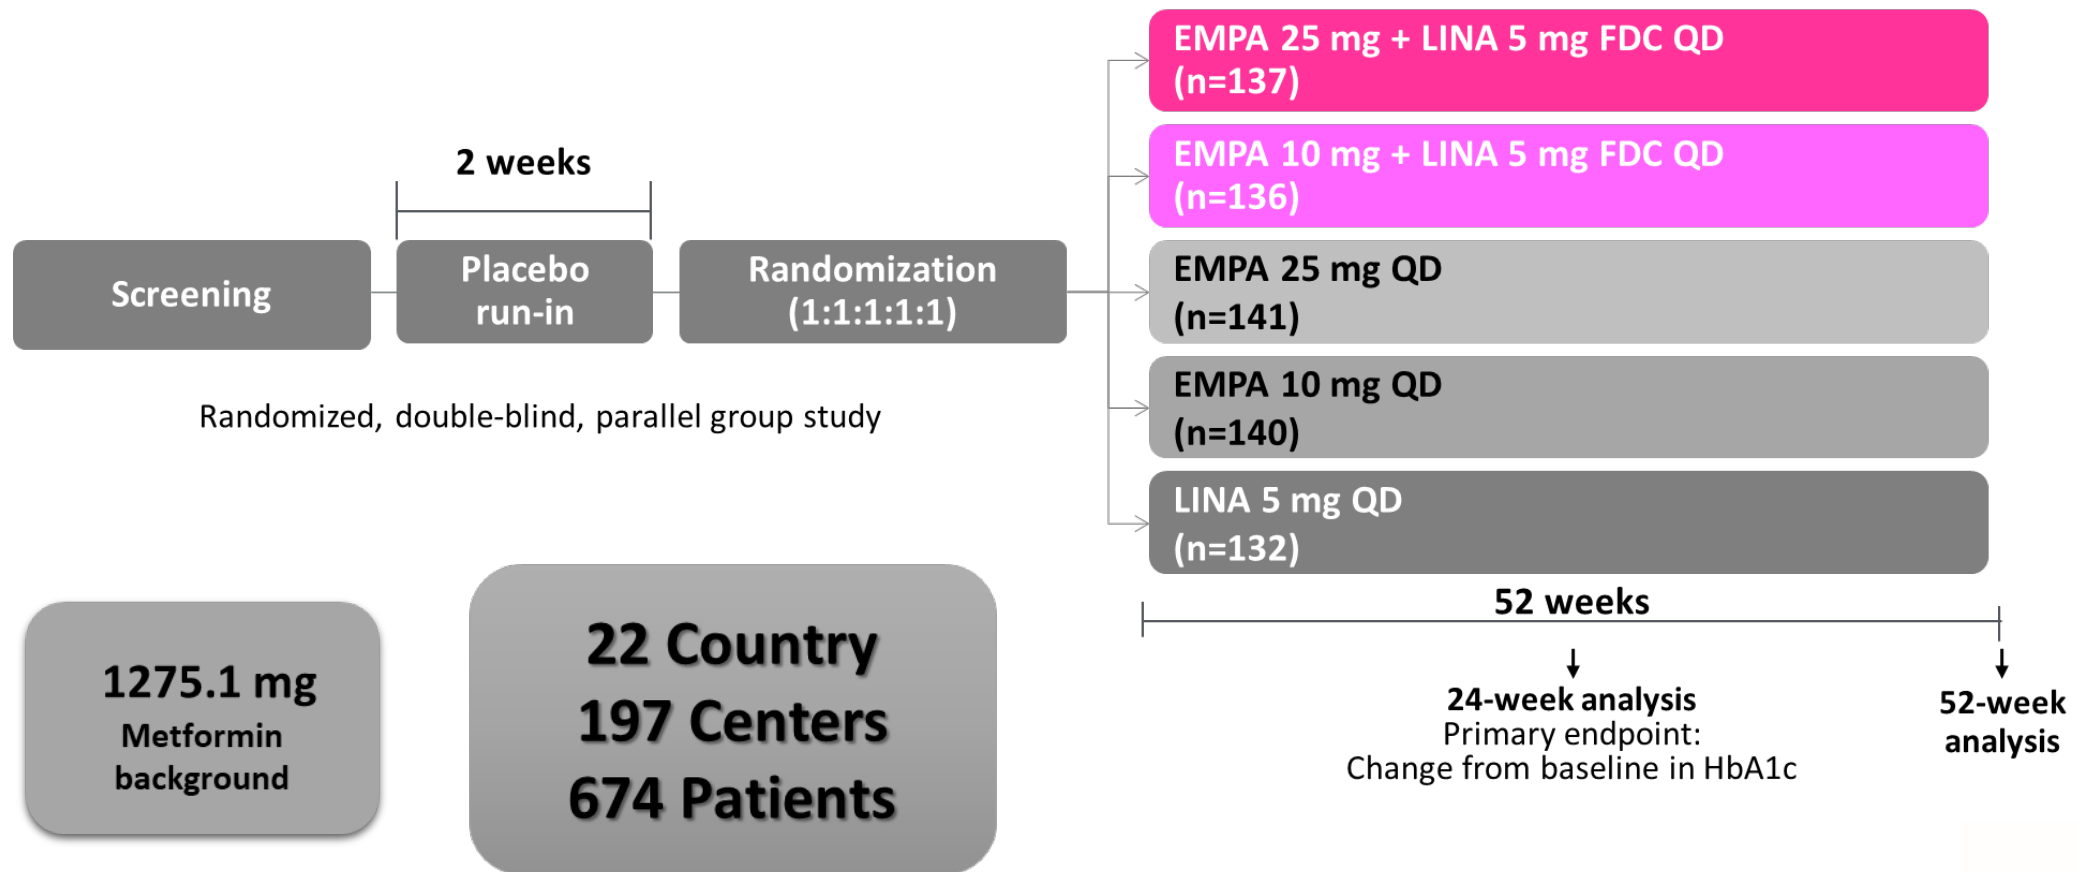 2 weeks
Screening
Placebo
run-in
Randomization
(1:1:1:1:1)
Randomized, double-blind, parallel group study
EMPA 25 mg + LINA 5 mg FDC QD
(n=137)
EMPA 10 mg + LINA 5 mg FDC QD
(n=136)
EMPA 25 mg QD
(n=141)
EMPA 10 mg QD
(n=140)
LINA 5 mg QD
(n=132)
52 weeks
24-week analysis
Primary endpoint:
Change from baseline in HbA1c
52-week
analysis
1275.1 mg
Metformin
background
22 Country
197 Centers
674 Patients